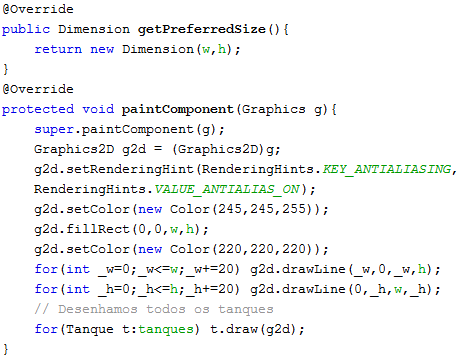 @Override
public Dimension getPreferredSize(){
    return new Dimension(w,h);
}
@Override
protected void paintComponent(Graphics g){
    super.paintComponent(g);
    Graphics2D g2d = (Graphics2D)g;
    g2d.setRenderingHint(RenderingHints.KEY_ANTIALIASING,
    RenderingHints.VALUE_ANTIALIAS_ON);
    g2d.setColor(new Color(245,245,255));
    g2d.fillRect(0,0,w,h);
    g2d.setColor(new Color(220,220,220));
    for(int _w=0;_w<=w;_w+=20) g2d.drawLine(_w,0,_w,h);
    for(int _h=0;_h<=h;_h+=20) g2d.drawLine(0,_h,w,_h);
    // Desenhamos todos os tanques
    for(Tanque t:tanques) t.draw(g2d);
}